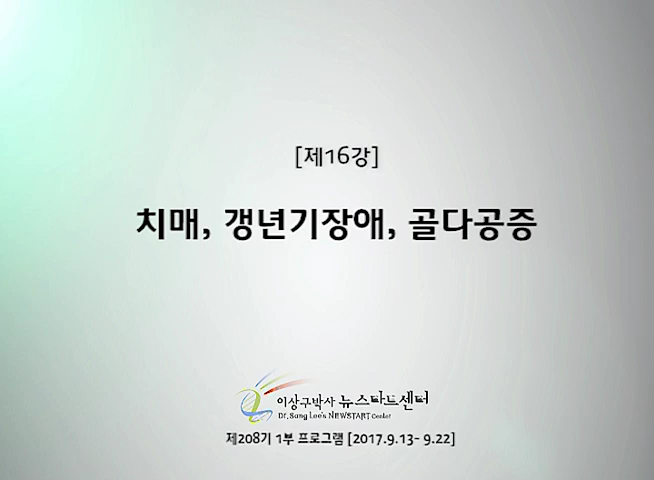 [제16강]
치매, 갱년기장애, 골다공증
이상구박사 뉴스타트센터
Dr. Sang Lee's NEWSTART Center
제208기 1부 프로그램 [2017.9.13- 9.22]